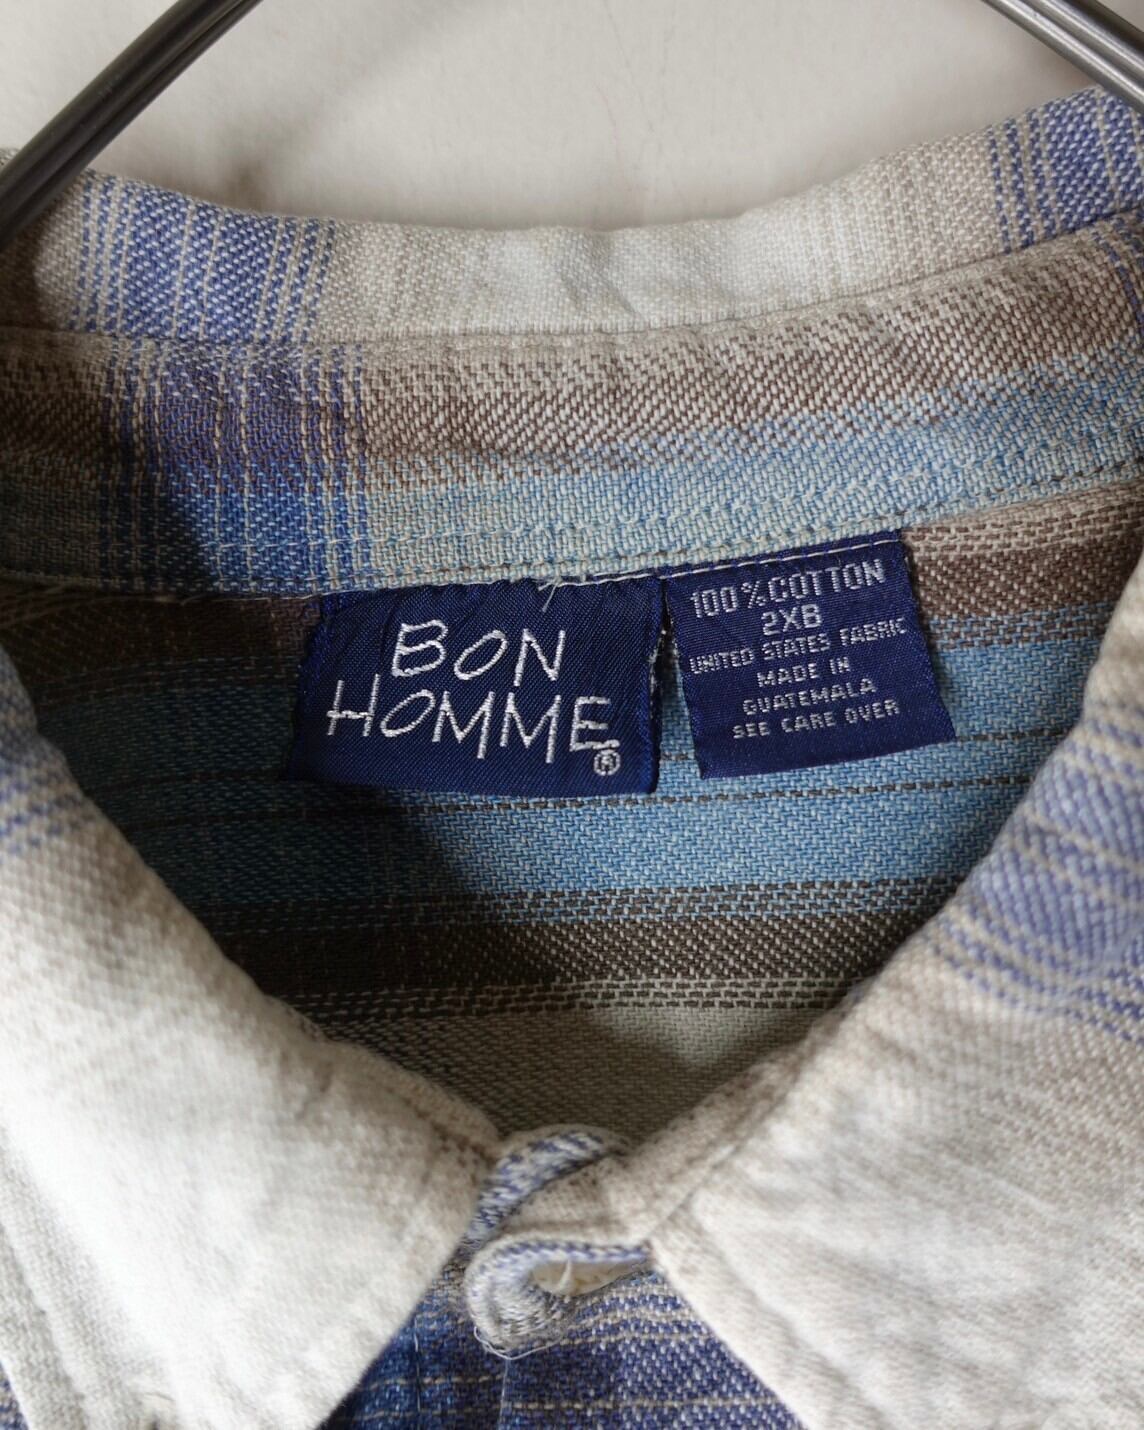 BON
HOMME®
100% COTTON
2XB
UNITED STATES FABRIC
MADE IN
GUATEMALA
SEE CARE OVER